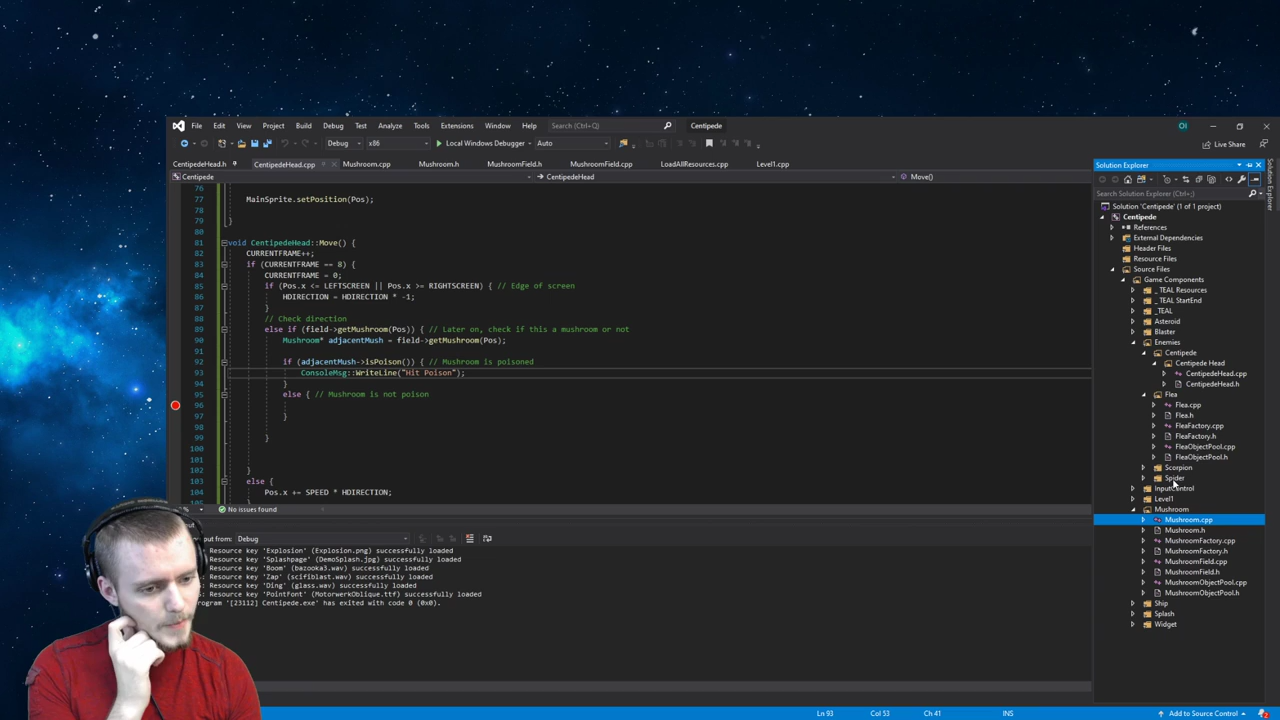 File Edit View Project Build Debug Test Analyze Tools Extensions Window Help Search (Ctrl+Q) Centipede OI
Debug x86 Local Windows Debugger Auto Live Share
CentipedeHead.h CentipedeHead.cpp Mushroom.cpp Mushroom.h MushroomField.h MushroomField.cpp LoadAllResources.cpp Level1.cpp
Centipede CentipedeHead Move()
76
77 MainSprite.setPosition(Pos);
78
79 }
80
81 void CentipedeHead::Move() {
82 CURRENTFRAME++;
83 if (CURRENTFRAME == 8) {
84 CURRENTFRAME = 0;
85 if (Pos.x <= LEFTSCREEN || Pos.x >= RIGHTSCREEN) { // Edge of screen
86 HDIRECTION = HDIRECTION * -1;
87 }
88 // Check direction
89 else if (field->getMushroom(Pos)) { // Later on, check if this a mushroom or not
90 Mushroom* adjacentMush = field->getMushroom(Pos);
91
92 if (adjacentMush->isPoison()) { // Mushroom is poisoned
93 ConsoleMsg::WriteLine("Hit Poison");
94 }
95 else { // Mushroom is not poison
96
97 }
98
99 }
100
101
102 }
103 else {
104 Pos.x += SPEED * HDIRECTION;
% No issues found
put from: Debug
Resource key 'Explosion' (Explosion.png) successfully loaded
Resource key 'Splashpage' (DemoSplash.jpg) successfully loaded
Resource key 'Boom' (bazooka3.wav) successfully loaded
Resource key 'Zap' (scifiblast.wav) successfully loaded
Resource key 'Ding' (glass.wav) successfully loaded
Resource key 'PointFont' (MotorwerkOblique.ttf) successfully loaded
rogram '[23112] Centipede.exe' has exited with code 0 (0x0).
Solution Explorer
Search Solution Explorer (Ctrl+;)
Solution 'Centipede' (1 of 1 project)
Centipede
References
External Dependencies
Header Files
Resource Files
Source Files
Game Components
_TEAL Resources
_TEAL StartEnd
_TEAL
Asteroid
Blaster
Enemies
Centipede
Centipede Head
CentipedeHead.cpp
CentipedeHead.h
Flea
Flea.cpp
Flea.h
FleaFactory.cpp
FleaFactory.h
FleaObjectPool.cpp
FleaObjectPool.h
Scorpion
Spider
InputControl
Level1
Mushroom
Mushroom.cpp
Mushroom.h
MushroomFactory.cpp
MushroomFactory.h
MushroomField.cpp
MushroomField.h
MushroomObjectPool.cpp
MushroomObjectPool.h
Ship
Splash
Widget
Solution Explorer
Ln 93 Col 53 Ch 41 INS Add to Source Control 2